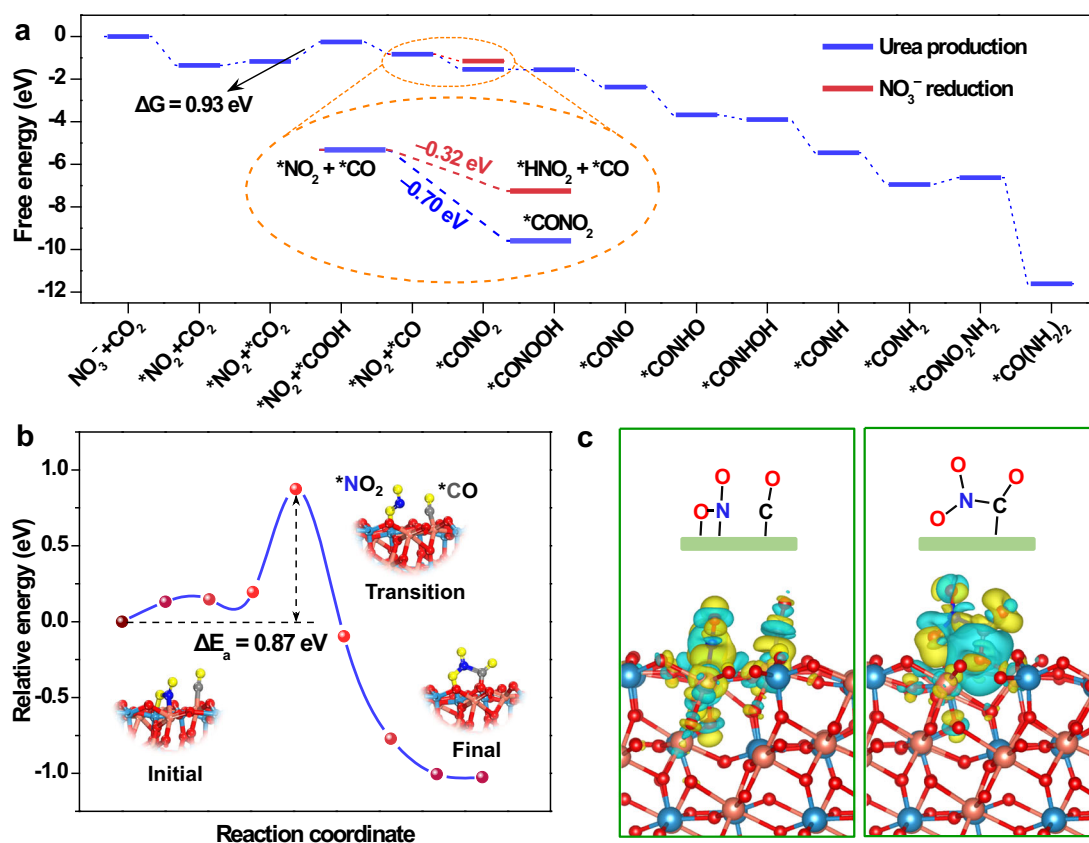 a
Free energy (eV)
0
-2
-4
-6
-8
-10
-12
ΔG = 0.93 eV
Urea production
NO₃⁻ reduction
*NO₂ + *CO
–0.32 eV
*HNO₂ + *CO
–0.70 eV
*CONO₂
NO₃⁻+CO₂
*NO₂+CO₂
*NO₂+*CO₂
*NO₂+*COOH
*NO₂+*CO
*CONO₂
*CONOOH
*CONO
*CONHO
*CONHOH
*CONH
*CONH₂
*CONO₂NH₂
*CO(NH₂)₂
b
Relative energy (eV)
1.0
0.5
0.0
-0.5
-1.0
*NO₂
*CO
Transition
ΔEₐ = 0.87 eV
Initial
Final
Reaction coordinate
c
O
O
O
N
C
O
O
N
C
O